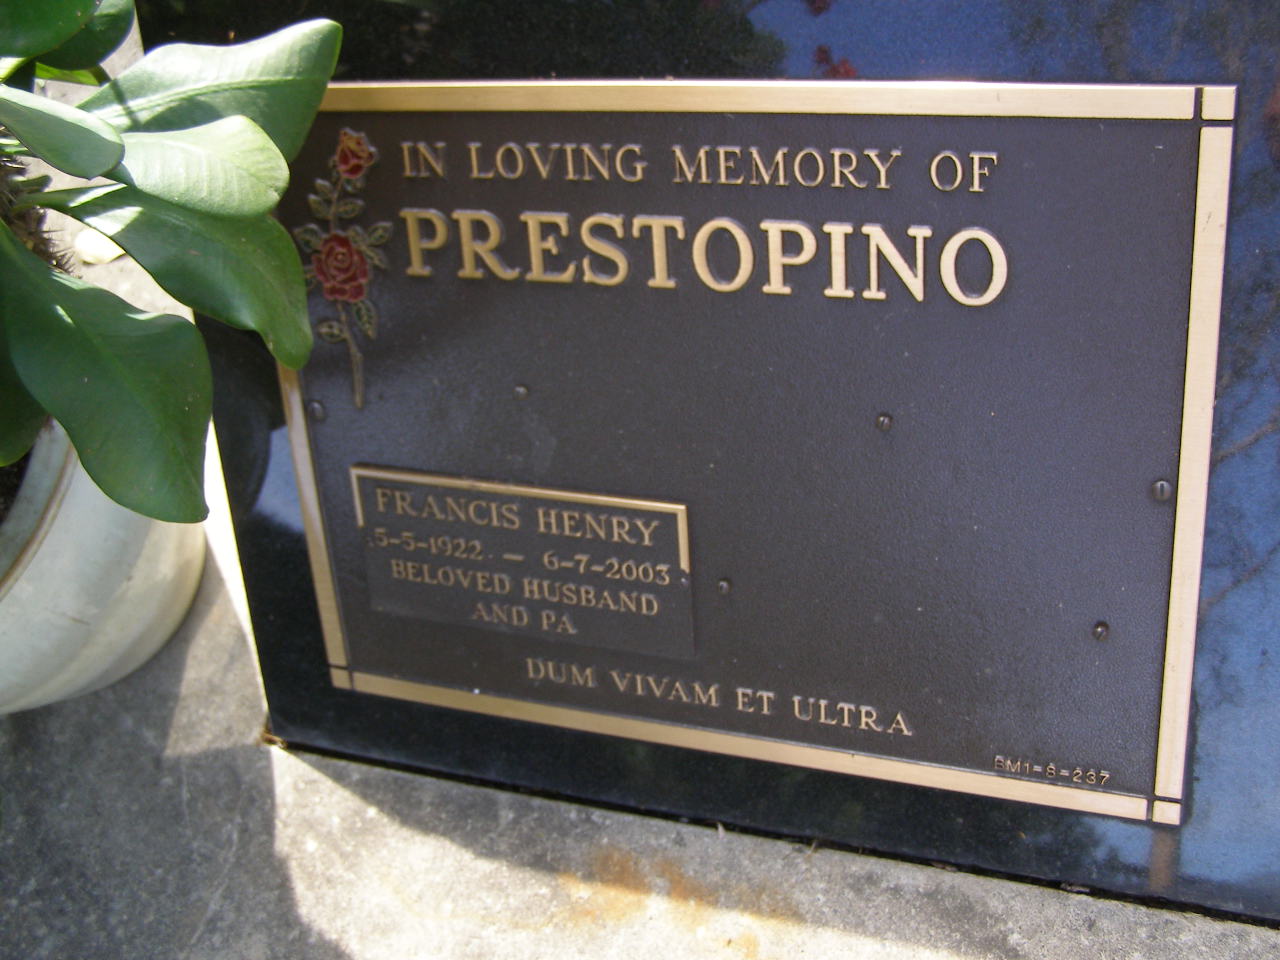 IN LOVING MEMORY OF
PRESTOPINO
FRANCIS HENRY
5-5-1922 – 6-7-2003
BELOVED HUSBAND
AND PA
DUM VIVAM ET ULTRA
BM1=8=237